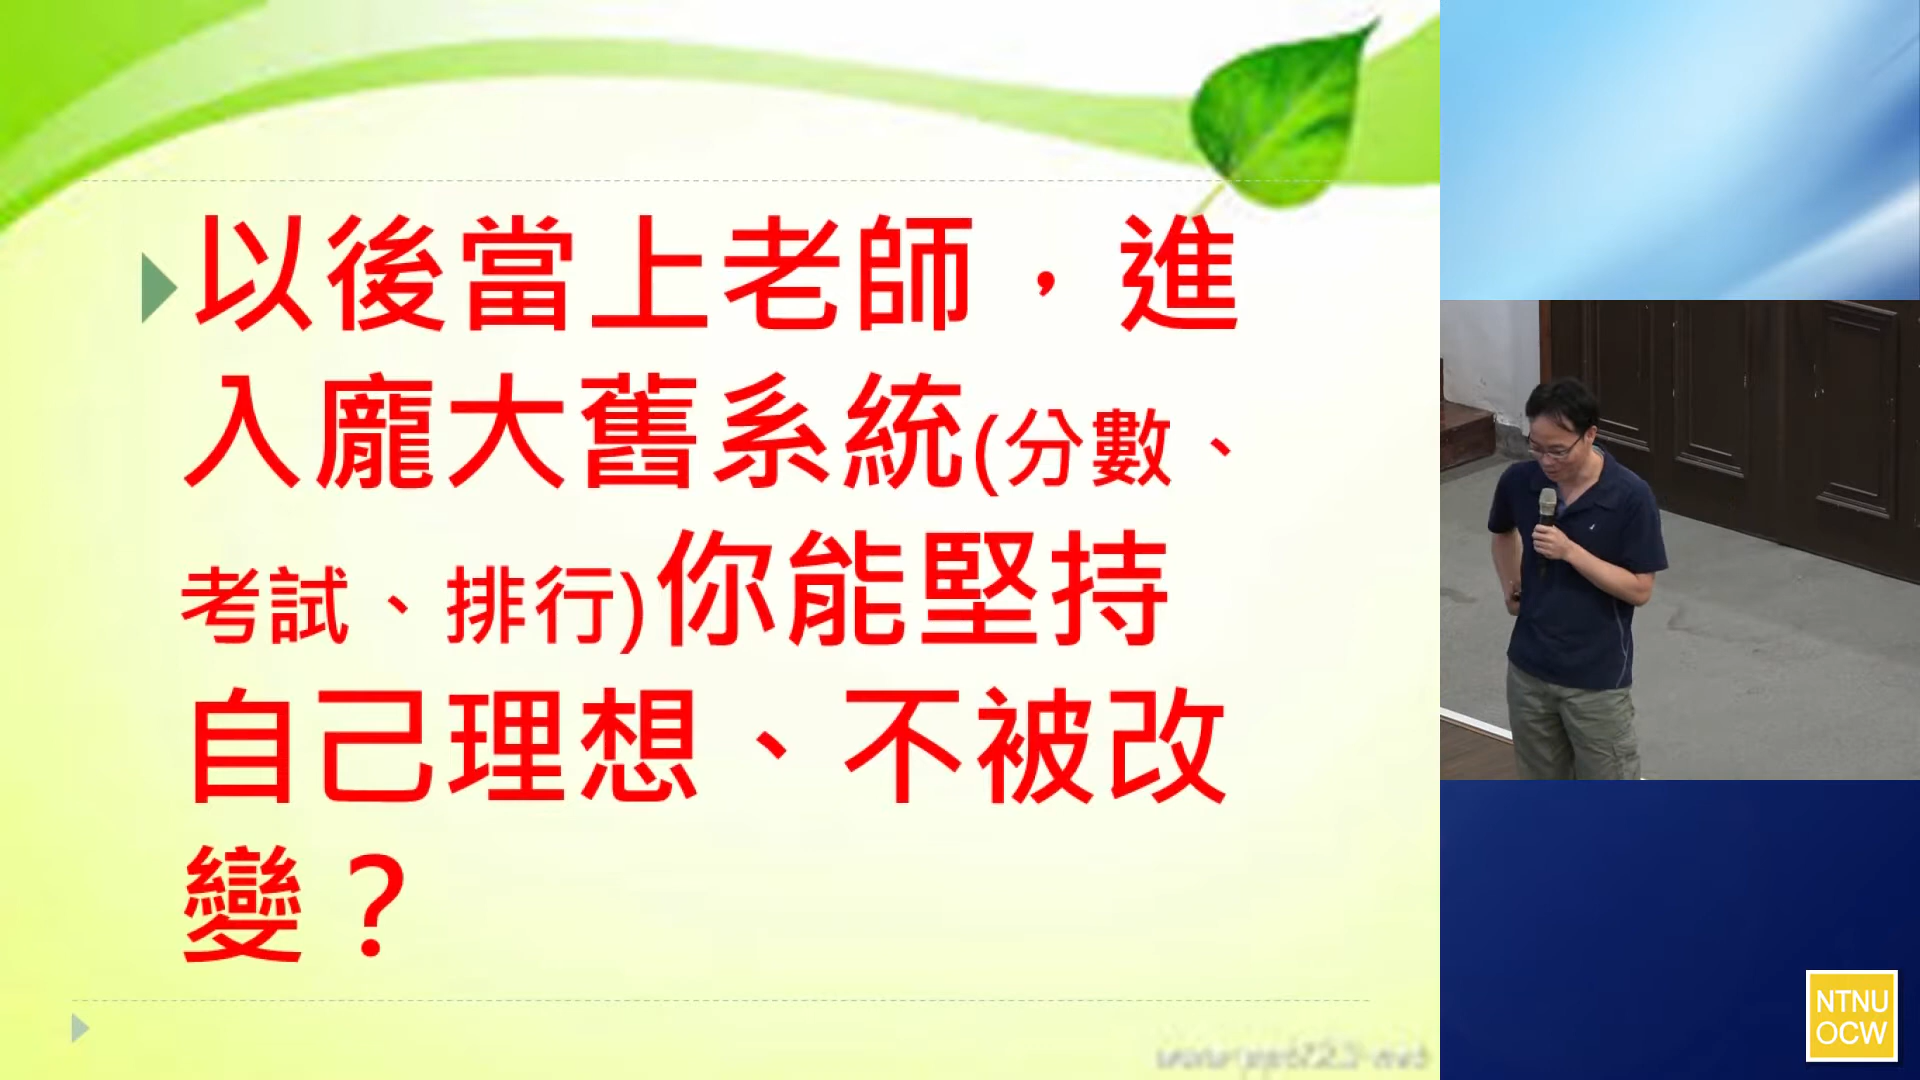 以後當上老師，進
入龐大舊系統(分數、
考試、排行)你能堅持
自己理想、不被改
變？
NTNU
OCW